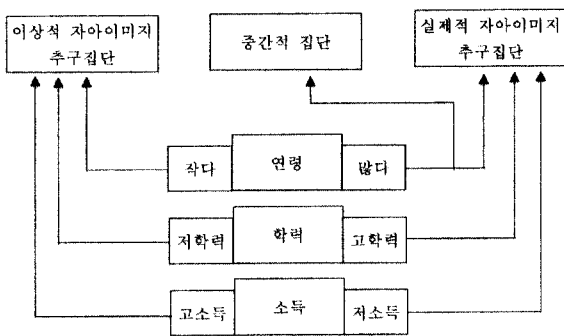 이상적 자아이미지
추구집단
중간적 집단
실제적 자아이미지
추구집단
작다 연령 많다
저학력 학력 고학력
고소득 소득 저소득